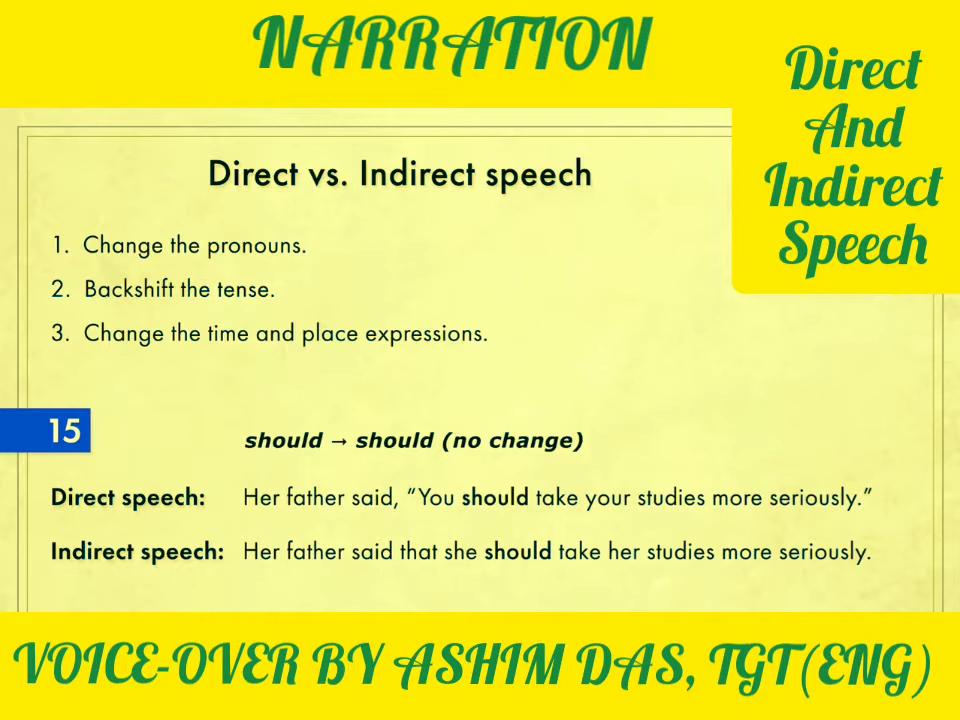 NARRATION
Direct
And
Indirect
Speech
Direct vs. Indirect speech
1. Change the pronouns.
2. Backshift the tense.
3. Change the time and place expressions.
15
should → should (no change)
Direct speech: Her father said, “You should take your studies more seriously.”
Indirect speech: Her father said that she should take her studies more seriously.
VOICE-OVER BY ASHIM DAS, TGT(ENG)